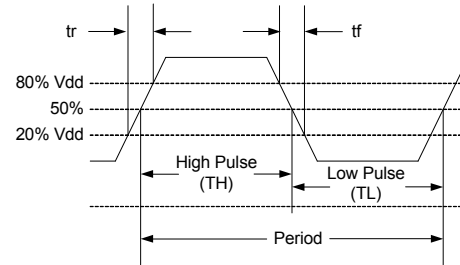 tr
tf
80% Vdd
50%
20% Vdd
High Pulse
(TH)
Low Pulse
(TL)
Period